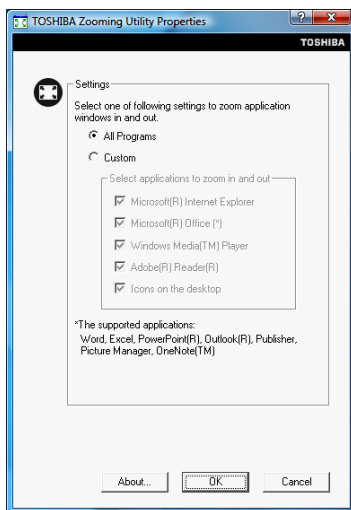 TOSHIBA Zooming Utility Properties
TOSHIBA
Settings
Select one of following settings to zoom application
windows in and out.
All Programs
Custom
Select applications to zoom in and out
Microsoft(R) Internet Explorer
Microsoft(R) Office (*)
Windows Media(TM) Player
Adobe(R) Reader(R)
Icons on the desktop
*The supported applications:
Word, Excel, PowerPoint(R), Outlook(R), Publisher,
Picture Manager, OneNote(TM)
About... OK Cancel